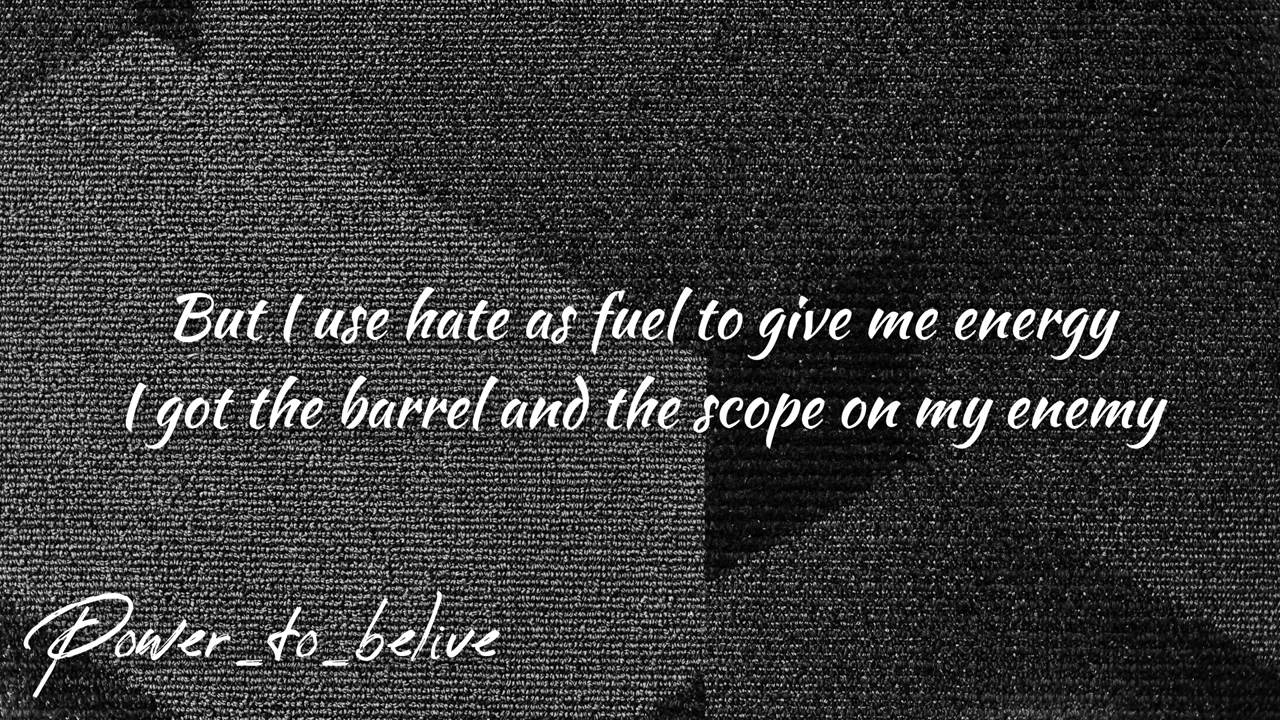 But I use hate as fuel to give me energy
I got the barrel and the scope on my enemy
Power_to_belive